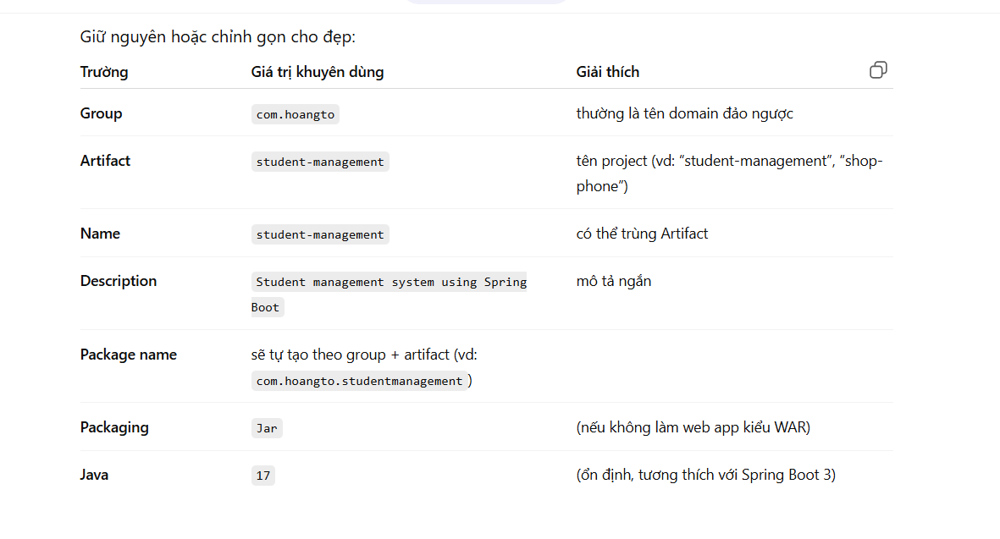 Giữ nguyên hoặc chỉnh gọn cho đẹp:
Trường Giá trị khuyên dùng Giải thích
Group com.hoangto thường là tên domain đảo ngược
Artifact student-management tên project (vd: “student-management”, “shop-
phone”)
Name student-management có thể trùng Artifact
Description Student management system using Spring mô tả ngắn
Boot
Package name sẽ tự tạo theo group + artifact (vd:
com.hoangto.studentmanagement )
Packaging Jar (nếu không làm web app kiểu WAR)
Java 17 (ổn định, tương thích với Spring Boot 3)